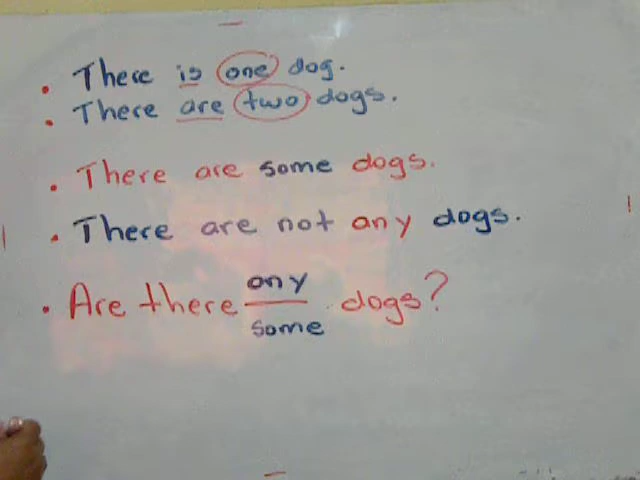 • There is one dog.
• There are two dogs.
• There are some dogs.
• There are not any dogs.
• Are there any/some dogs?